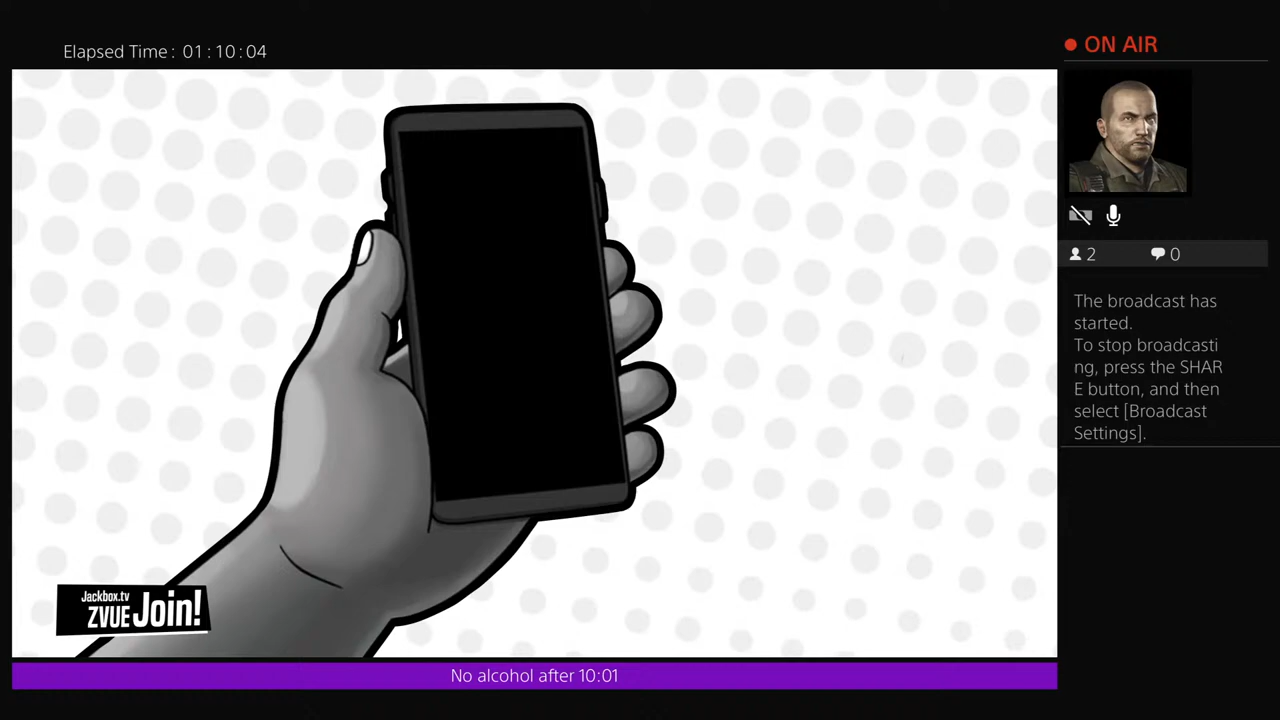 Elapsed Time: 01:10:04
ON AIR
2
0
The broadcast has
started.
To stop broadcasti
ng, press the SHAR
E button, and then
select [Broadcast
Settings].
Jackbox.tv
ZVUE Join!
No alcohol after 10:01